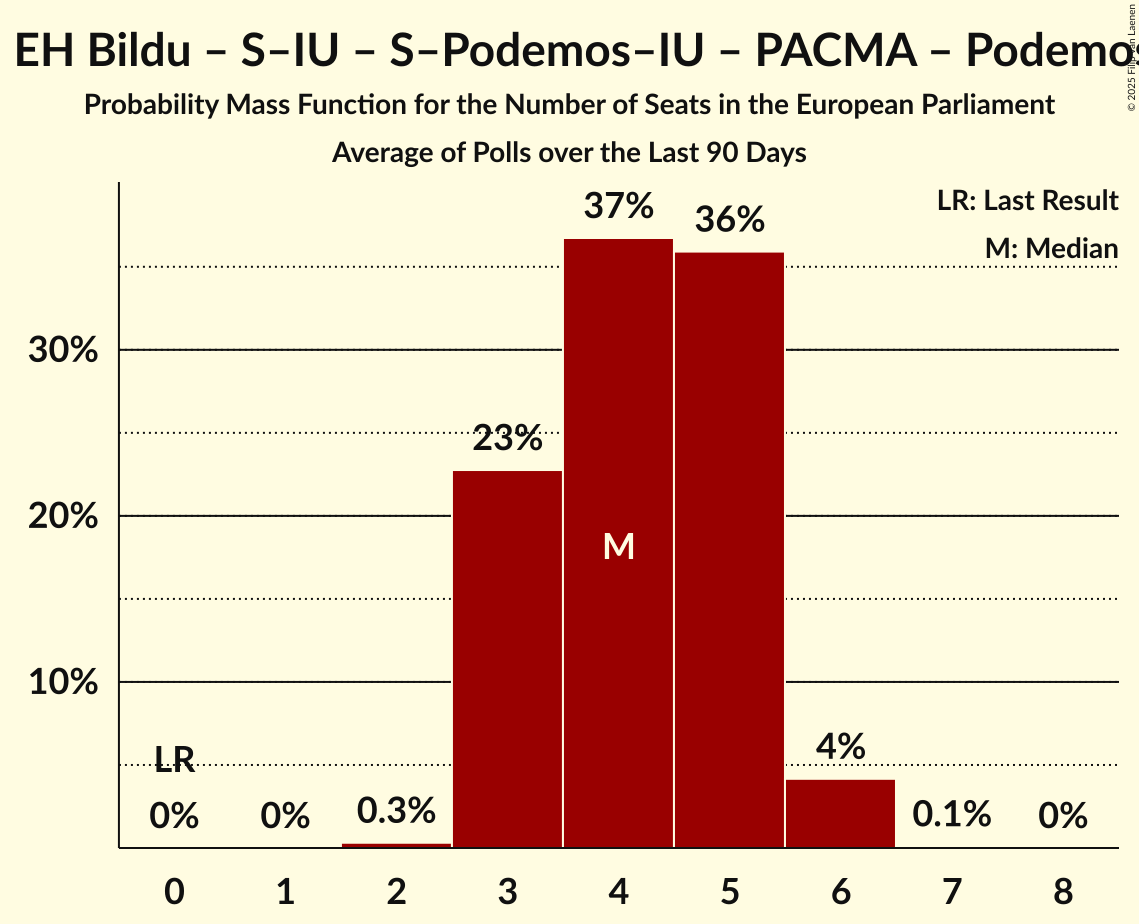 EH Bildu – S–IU – S–Podemos–IU – PACMA – Podemos
© 2025 Filip van Laenen
Probability Mass Function for the Number of Seats in the European Parliament
Average of Polls over the Last 90 Days
LR: Last Result
M: Median
37%
36%
30%
23%
20%
M
10%
LR
4%
0%
0%
0.3%
0.1%
0%
0 1 2 3 4 5 6 7 8